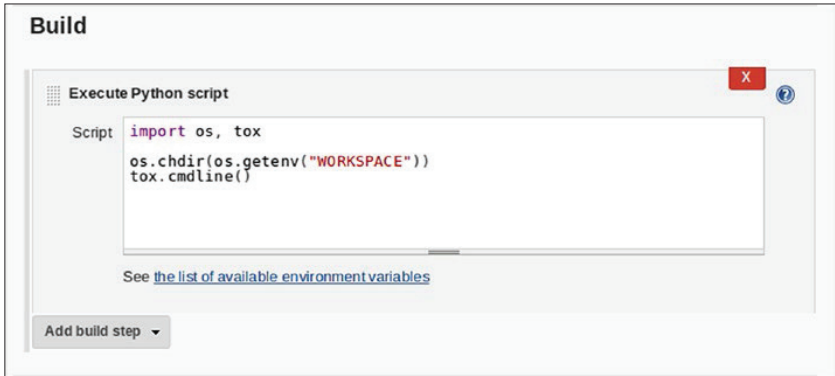 Build
X
Execute Python script
?
Script
import os, tox
os.chdir(os.getenv("WORKSPACE"))
tox.cmdline()
See the list of available environment variables
Add build step